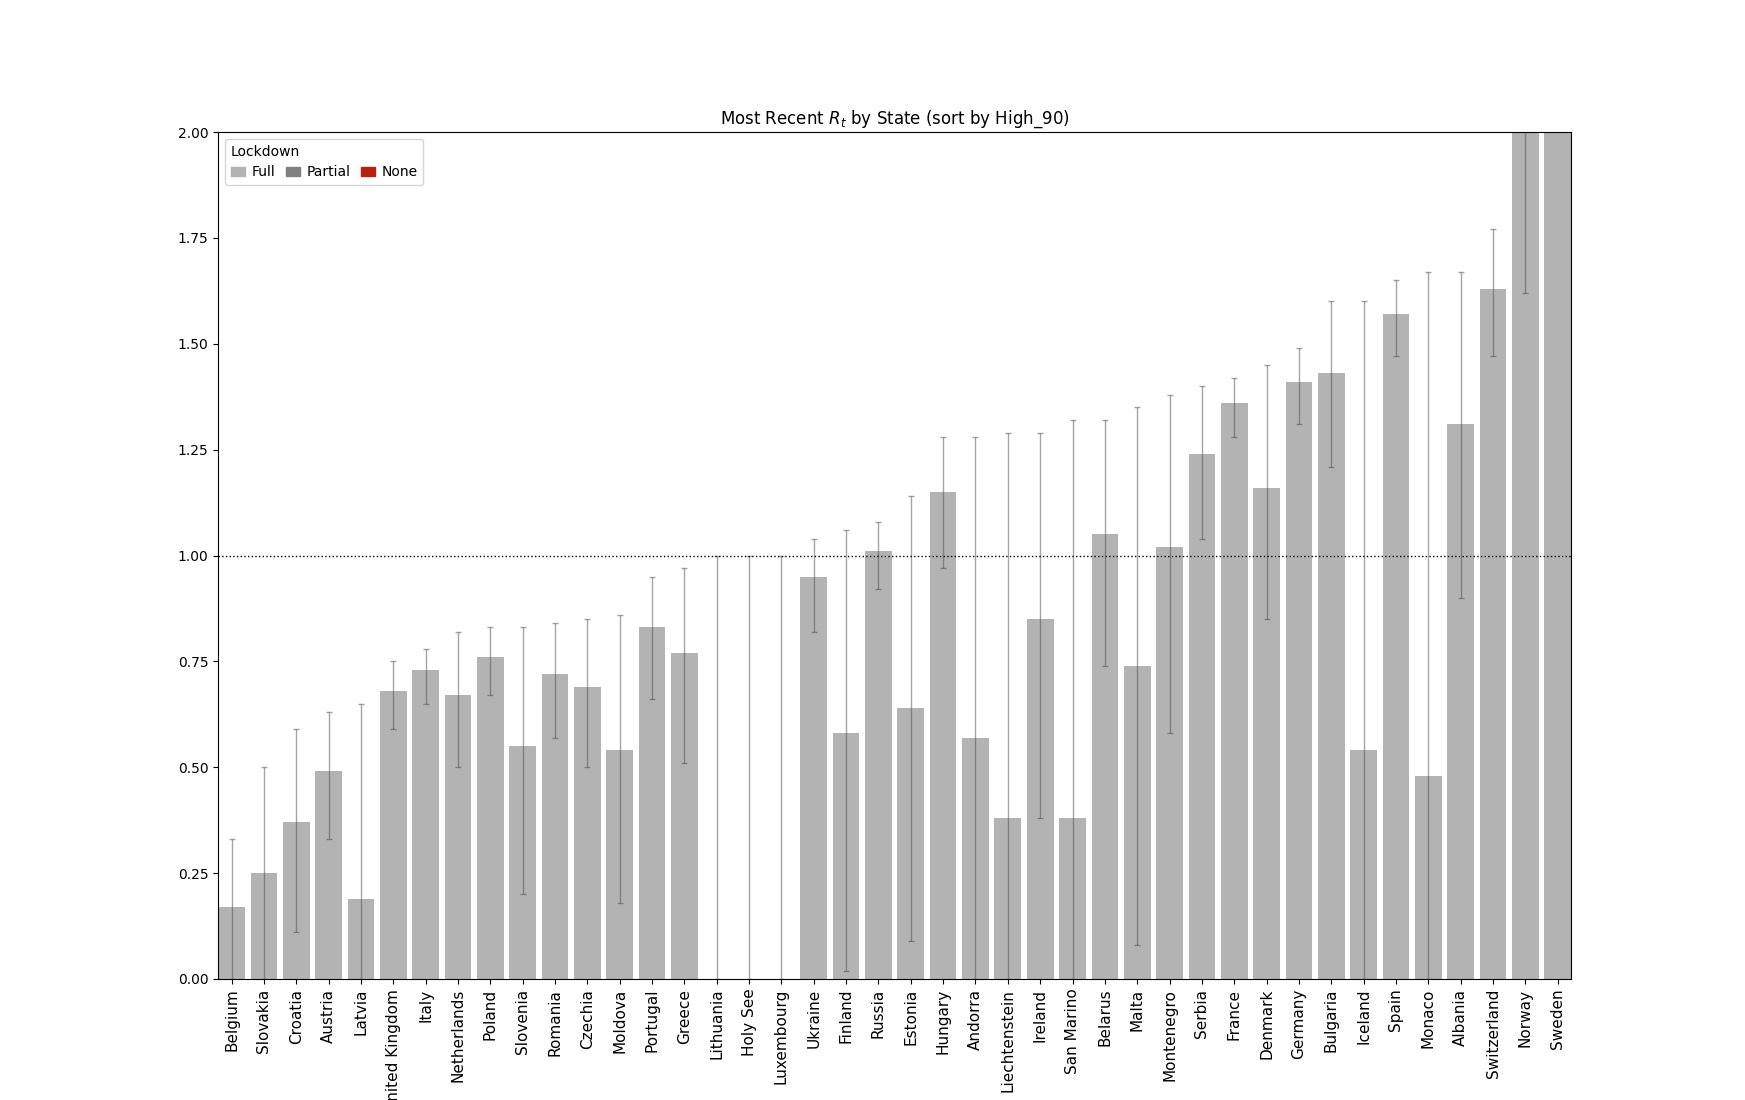 Most Recent R_t by State (sort by High_90)
Lockdown
Full Partial None
2.00
1.75
1.50
1.25
1.00
0.75
0.50
0.25
0.00
Belgium
Slovakia
Croatia
Austria
Latvia
nited Kingdom
Italy
Netherlands
Poland
Slovenia
Romania
Czechia
Moldova
Portugal
Greece
Lithuania
Holy See
Luxembourg
Ukraine
Finland
Russia
Estonia
Hungary
Andorra
Liechtenstein
Ireland
San Marino
Belarus
Malta
Montenegro
Serbia
France
Denmark
Germany
Bulgaria
Iceland
Spain
Monaco
Albania
Switzerland
Norway
Sweden